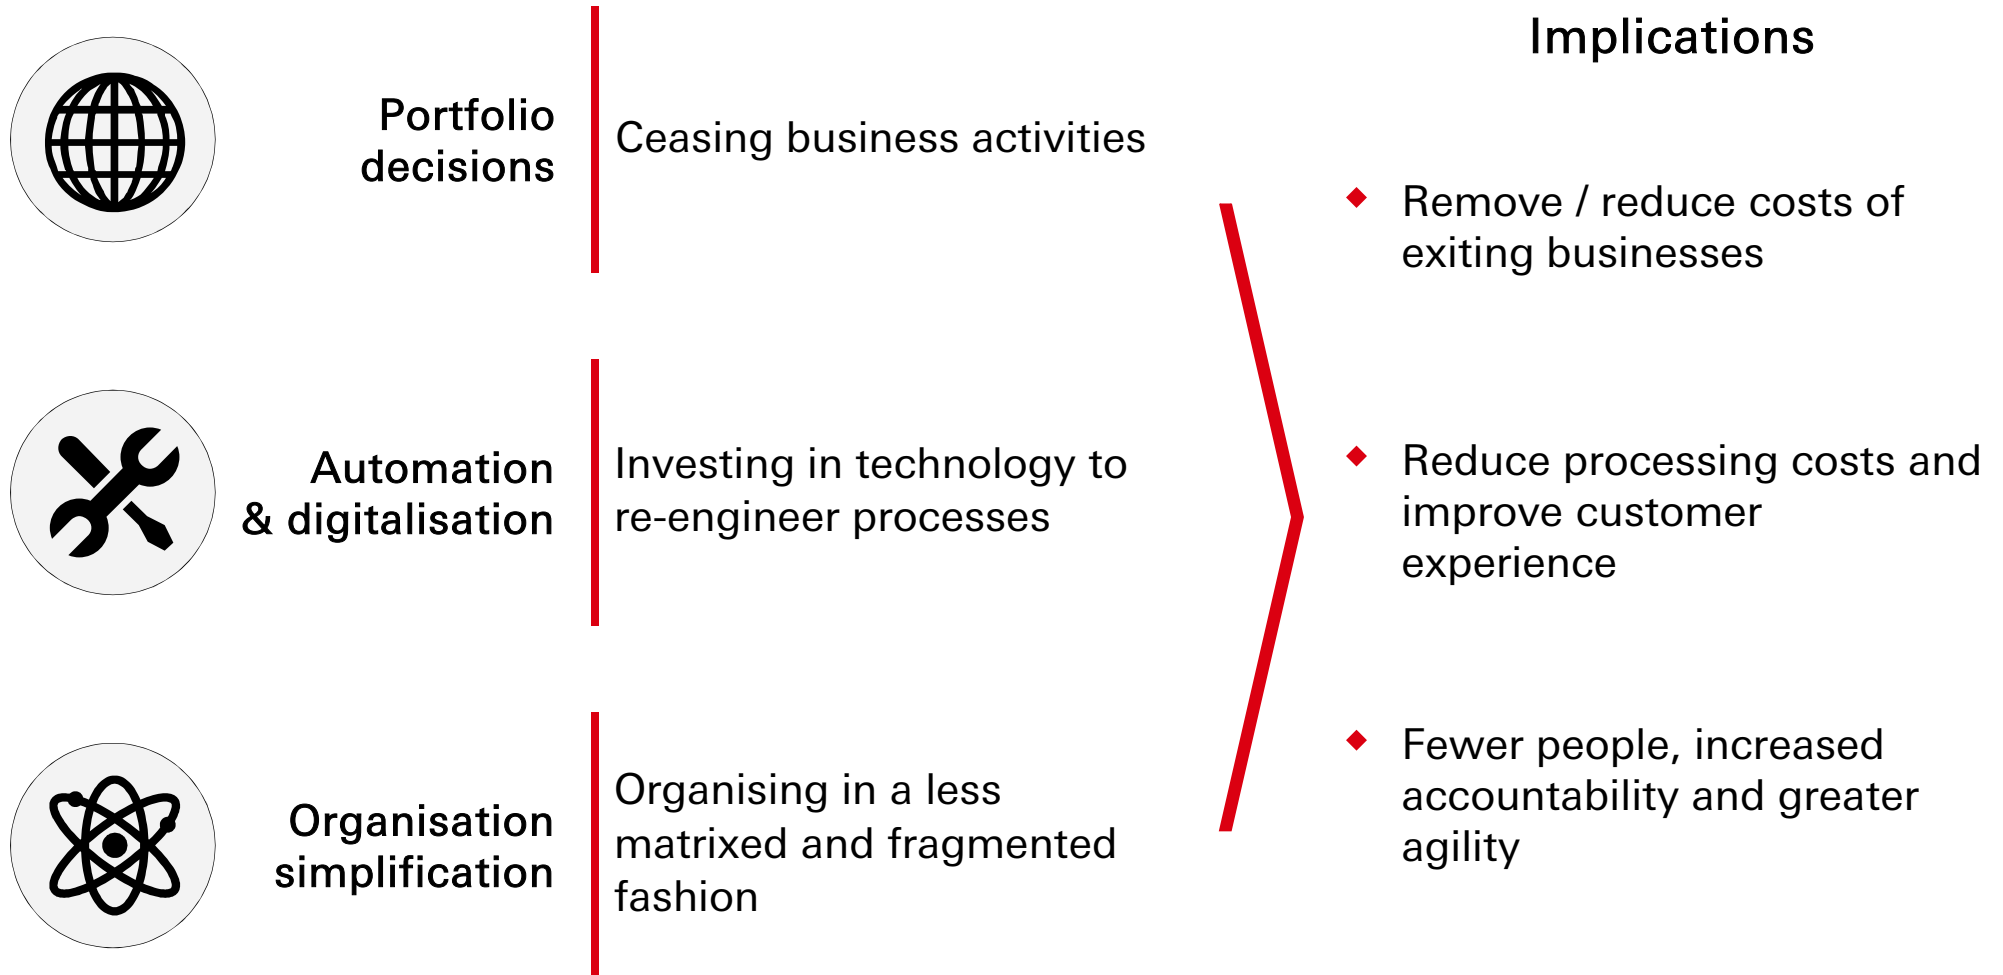 Implications
Portfolio
decisions
Ceasing business activities
Remove / reduce costs of
exiting businesses
Automation
& digitalisation
Investing in technology to
re-engineer processes
Reduce processing costs and
improve customer
experience
Organisation
simplification
Organising in a less
matrixed and fragmented
fashion
Fewer people, increased
accountability and greater
agility